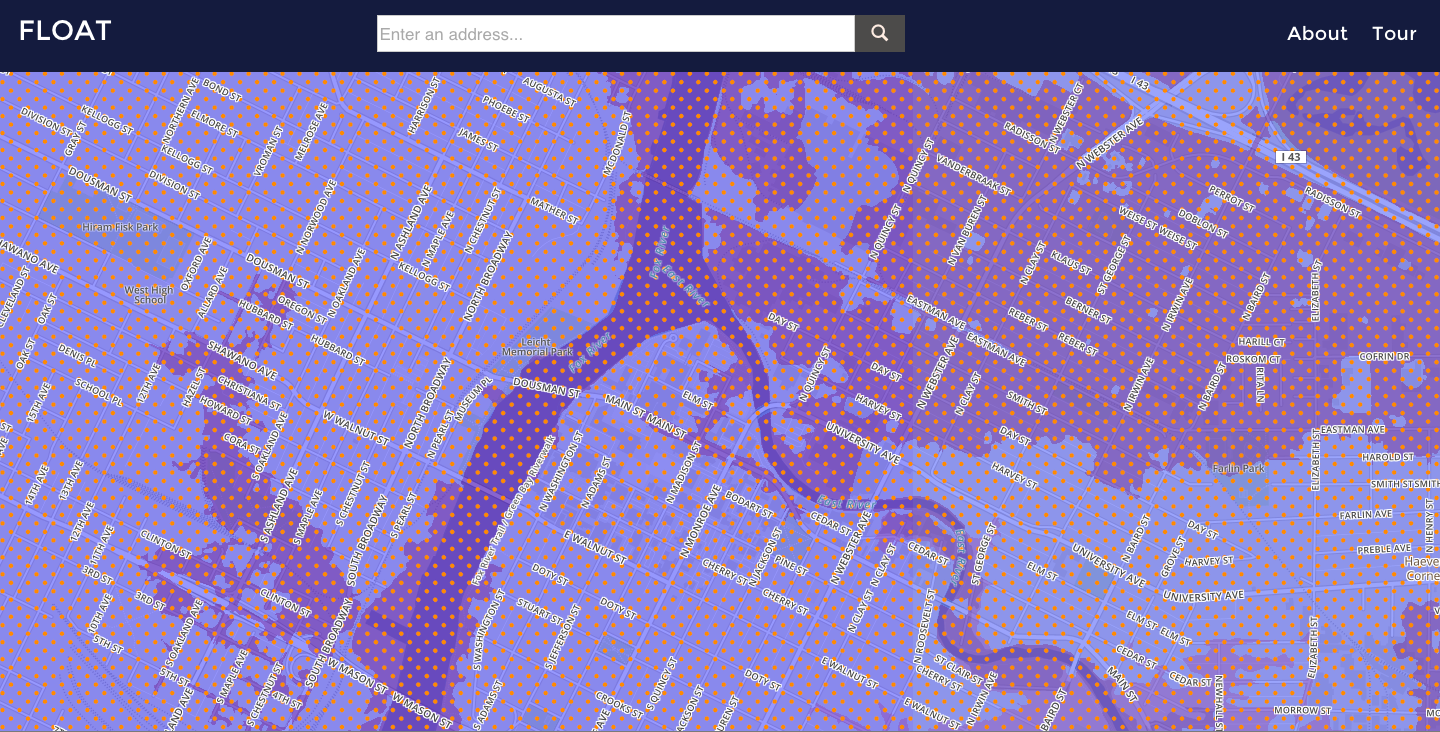 FLOAT
Enter an address...
About
Tour
BOND ST
AUGUSTA ST
I 43
DIVISION ST
KELLOGG ST
GRAY ST
N NORTHERN AVE
ELMORE ST
VROMAN ST
MELROSE AVE
HARRISON ST
PHOEBE ST
JAMES ST
MCDONALD ST
RADISSON ST
N WEBSTER CT
N WEBSTER AVE
I 43
KELLOGG ST
DIVISION ST
DOUSMAN ST
N QUINCY ST
VANDERBRAAK ST
PERROT ST
RADISSON ST
Hiram Fisk Park
N NORWOOD AVE
N ASHLAND AVE
N MAPLE AVE
N CHESTNUT ST
MATHER ST
N QUINCY ST
N VAN BUREN ST
WEISE ST
WEISE ST
DOBLON ST
OXFORD AVE
DOUSMAN ST
N OAKLAND AVE
KELLOGG ST
NORTH BROADWAY
Fox River
East River
N CLAY ST
KLAUS ST
ST GEORGE ST
West High
School
ALLARD AVE
HUBBARD ST
OREGON ST
EASTMAN AVE
BERNER ST
N IRWIN AVE
N BAIRD ST
ELIZABETH ST
OAK ST
DAY ST
REBER ST
REBER ST
HUBBARD ST
Leicht
Memorial Park
Fox River
EASTMAN AVE
HARILL CT
ROSKOM CT
COFRIN DR
OAK ST
DENIS PL
SCHOOL PL
12TH AVE
SHAWANO AVE
HAZEL ST
CHRISTIANA ST
HOWARD ST
NORTH BROADWAY
MUSEUM PL
DOUSMAN ST
ELM ST
N QUINCY ST
DAY ST
N WEBSTER AVE
N CLAY ST
SMITH ST
N IRWIN AVE
N BAIRD ST
RITA LN
15TH AVE
CORA ST
S OAKLAND AVE
W WALNUT ST
N PEARL ST
MAIN ST
MAIN ST
HARVEY ST
UNIVERSITY AVE
DAY ST
ELIZABETH ST
EASTMAN AVE
HAROLD ST
14TH AVE
13TH AVE
S ASHLAND AVE
S MAPLE AVE
S CHESTNUT ST
S PEARL ST
Fox River Trail / Green Bay Riverwalk
N WASHINGTON ST
N ADAMS ST
N MADISON ST
HARVEY ST
Farlin Park
12TH AVE
11TH AVE
SOUTH BROADWAY
N MONROE AVE
BODART ST
East River
FARLIN AVE
DAY ST
N HENRY ST
CLINTON ST
3RD ST
E WALNUT ST
CEDAR ST
N WEBSTER AVE
N JACKSON ST
PINE ST
CHERRY ST
CEDAR ST
N CLAY ST
East River
ST GEORGE ST
ELM ST
UNIVERSITY AVE
N BAIRD ST
GROVE ST
HARVEY ST
PREBLE AVE
10TH AVE
3RD ST
CLINTON ST
5TH ST
DOTY ST
STUART ST
DOTY ST
CHERRY ST
N ROOSEVELT ST
UNIVERSITY AVE
ELM ST
ELM ST
S OAKLAND AVE
S MAPLE AVE
5TH ST
4TH ST
S CHESTNUT ST
SOUTH BROADWAY
W MASON ST
W MASON ST
S WASHINGTON ST
S JEFFERSON ST
S ADAMS ST
CROOKS ST
S QUINCY ST
DOTY ST
E WALNUT ST
ST CLAIR ST
CHERRY ST
E WALNUT ST
N IRWIN AVE
CEDAR ST
CEDAR ST
MAIN ST
ELIZABETH ST
MORROW ST